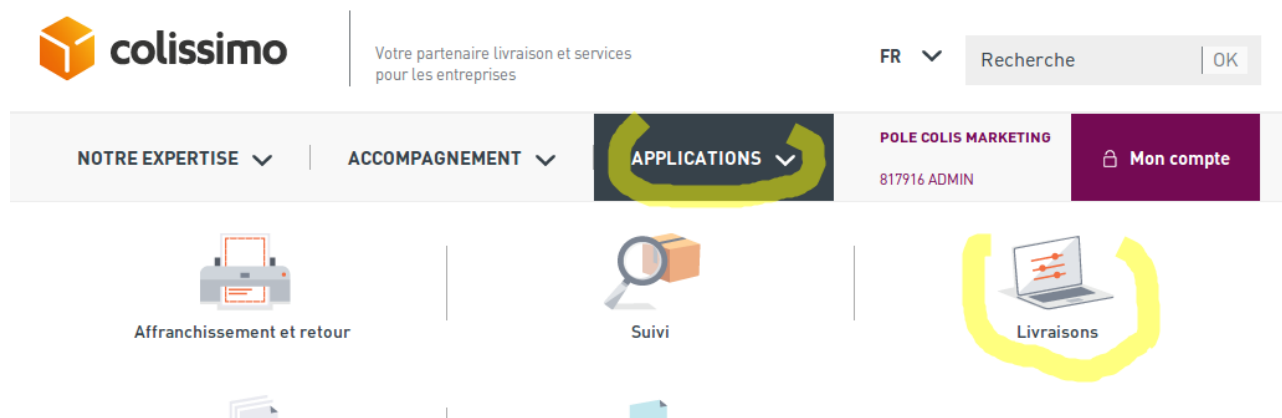 colissimo
Votre partenaire livraison et services
pour les entreprises
FR
Recherche
OK
NOTRE EXPERTISE
ACCOMPAGNEMENT
APPLICATIONS
POLE COLIS MARKETING
817916 ADMIN
Mon compte
Affranchissement et retour
Suivi
Livraisons